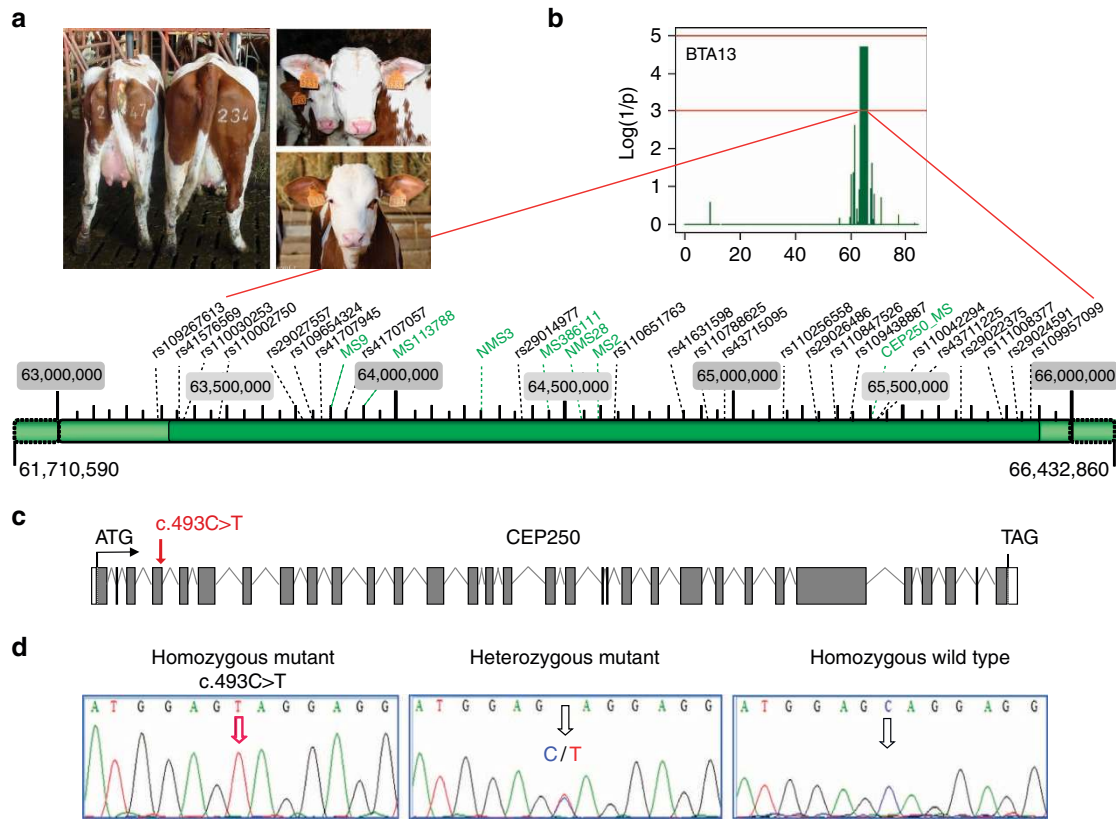 a
2 47
234
b
BTA13
Log(1/p)
5
4
3
2
1
0
0 20 40 60 80
rs109267613
rs41576569
rs110030253
rs110002750
rs29027557
rs109654324
rs41707945
MS9
rs41707057
MS113788
NMS3
rs29014977
MS386111
NMS28
MS2
rs110651763
rs41631598
rs110788625
rs43715095
rs110256558
rs29026486
rs110847526
rs109438887
CEP250_MS
rs110042294
rs43711225
rs29022375
rs111008377
rs29024591
rs109957099
63,000,000 63,500,000 64,000,000 64,500,000 65,000,000 65,500,000 66,000,000
61,710,590 66,432,860
c
c.493C>T
ATG CEP250 TAG
d
Homozygous mutant Heterozygous mutant Homozygous wild type
c.493C>T
A T G G A G T A G G A G G A T G G A G A G G A G G A T G G A G C A G G A G G
C/T